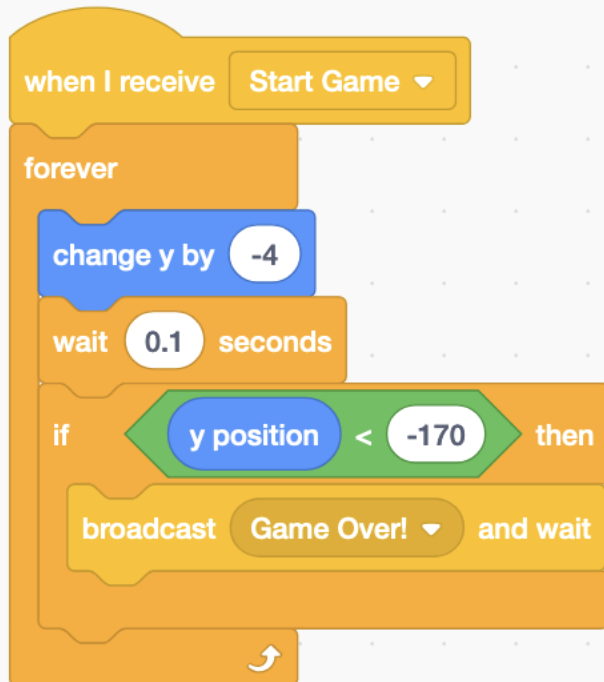 when I receive Start Game
forever
change y by -4
wait 0.1 seconds
if y position < -170 then
broadcast Game Over! and wait